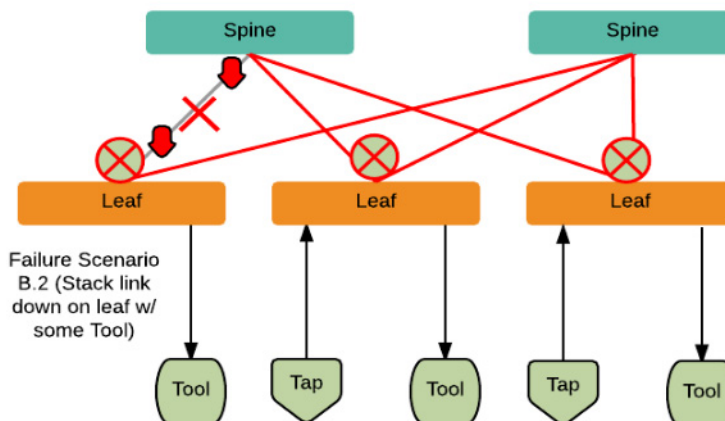 Spine
Spine
Leaf
Leaf
Leaf
Failure Scenario
B.2 (Stack link
down on leaf w/
some Tool)
Tool
Tap
Tool
Tap
Tool